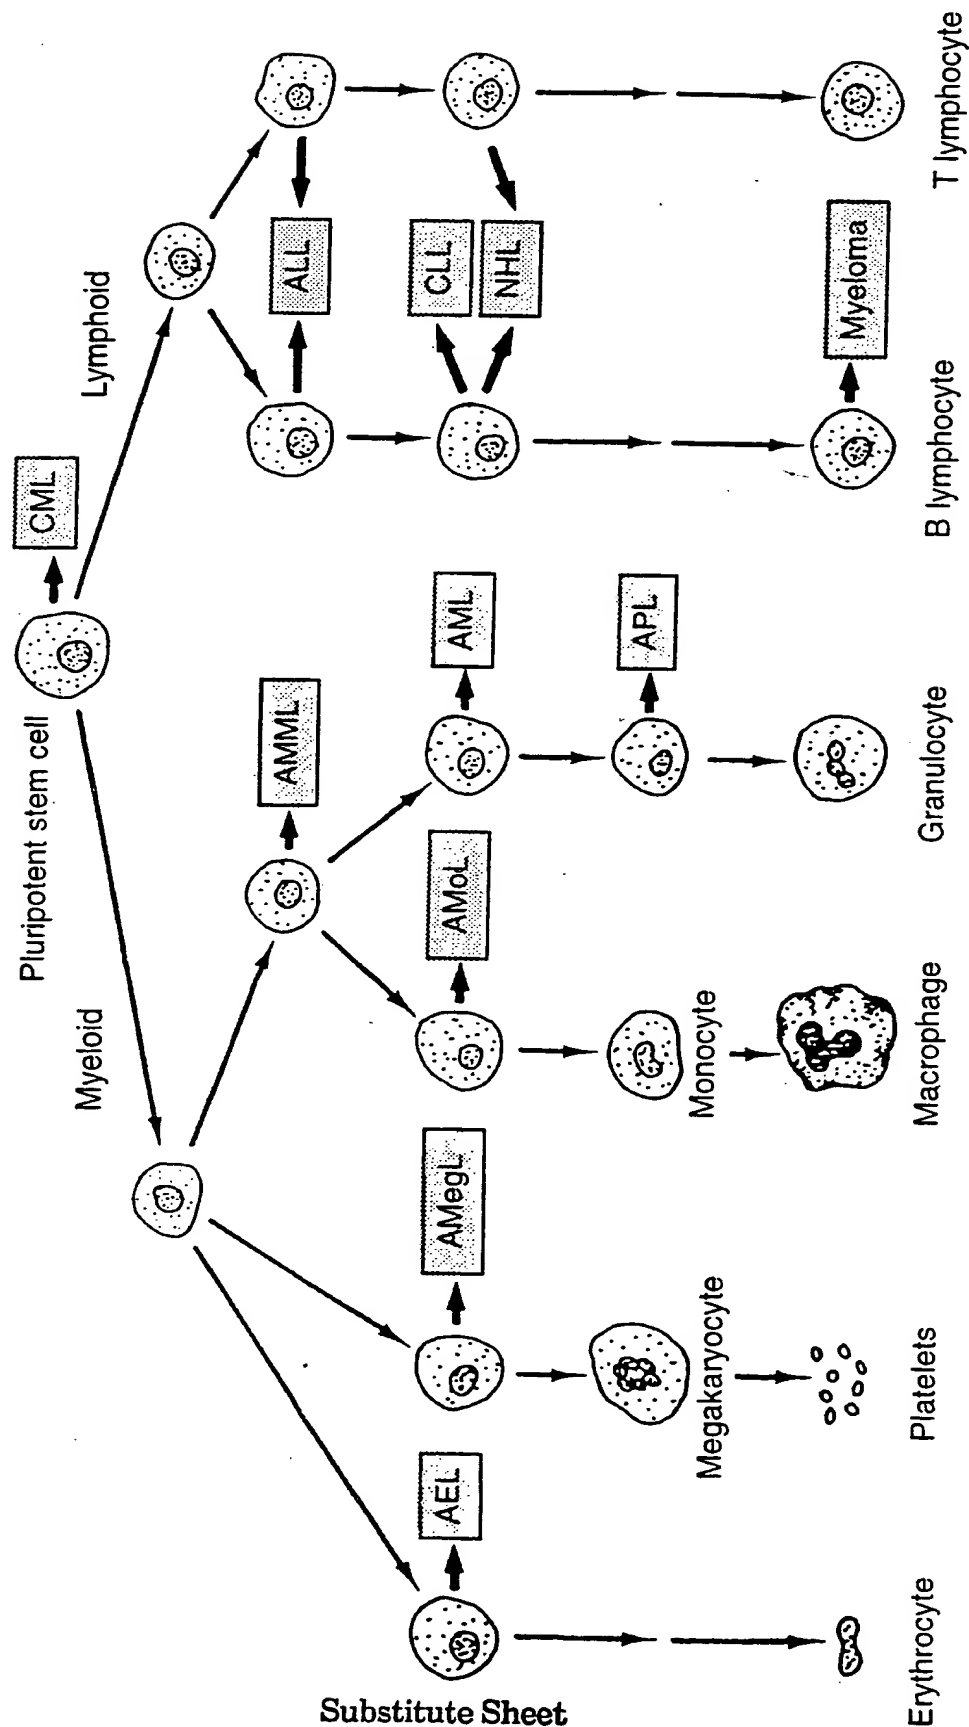 Pluripotent stem cell
CML
Myeloid
Lymphoid
AMML
ALL
AEL
AMegL
AMoL
AML
CLL
NHL
APL
Megakaryocyte
Monocyte
Myeloma
Erythrocyte
Platelets
Macrophage
Granulocyte
B lymphocyte
T lymphocyte
Substitute Sheet